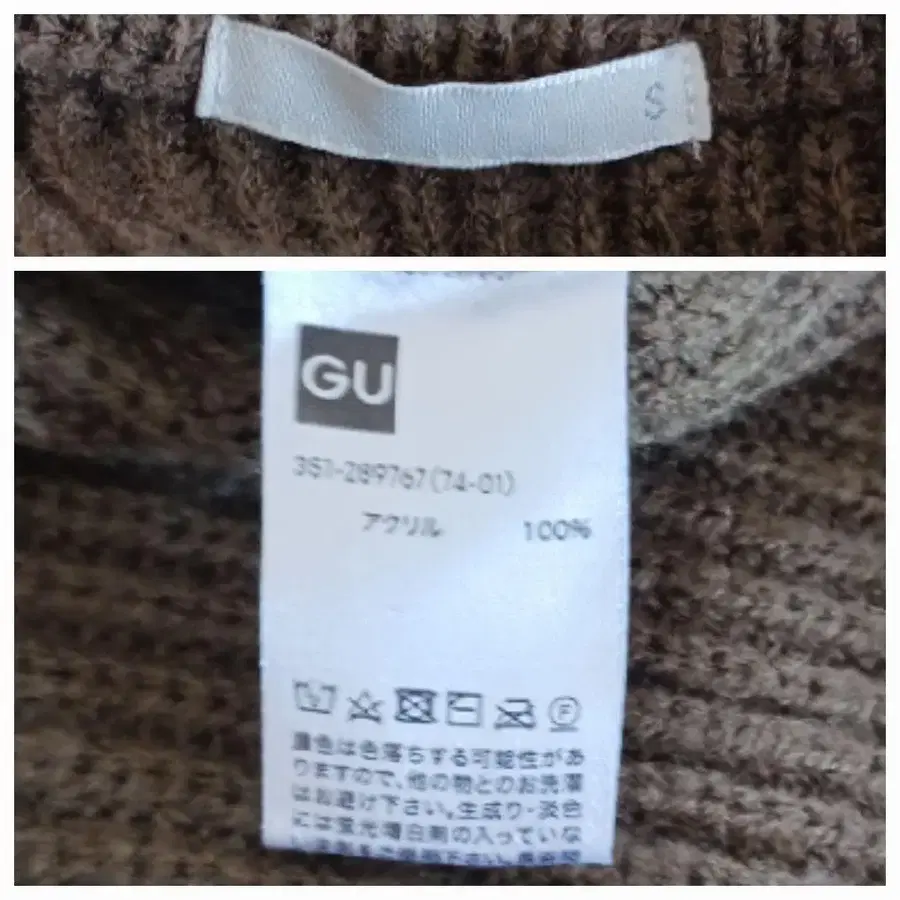 S
GU
351-289767(74-01)
アクリル 100%
F
濃色は色落ちする可能性があ
りますので、他の物とのお洗濯
はお避け下さい。生成り・淡色
には蛍光増白剤の入っていな